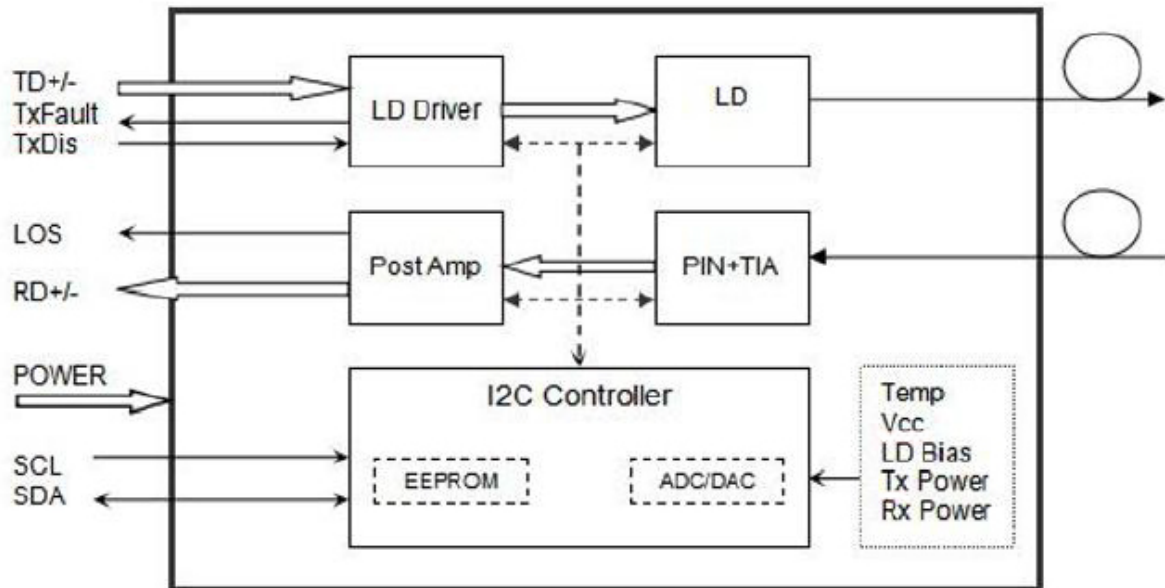 TD+/-
TxFault
TxDis
LD Driver
LD
LOS
RD+/-
Post Amp
PIN+TIA
POWER
SCL
SDA
I2C Controller
EEPROM
ADC/DAC
Temp
Vcc
LD Bias
Tx Power
Rx Power